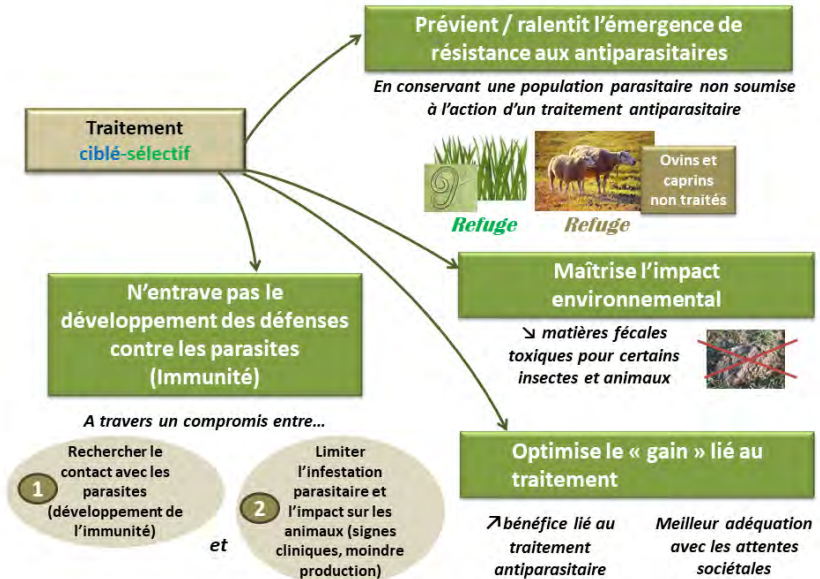 Prévient / ralentit l'émergence de
résistance aux antiparasitaires
En conservant une population parasitaire non soumise
à l'action d'un traitement antiparasitaire
Traitement
ciblé-sélectif
Ovins et
caprins
non traités
Refuge
Refuge
N'entrave pas le
développement des défenses
contre les parasites
(Immunité)
Maîtrise l'impact
environnemental
↘ matières fécales
toxiques pour certains
insectes et animaux
A travers un compromis entre...
1
Rechercher le
contact avec les
parasites
(développement de
l'immunité)
et
2
Limiter
l'infestation
parasitaire et
l'impact sur les
animaux (signes
cliniques, moindre
production)
Optimise le « gain » lié au
traitement
↗bénéfice lié au
traitement
antiparasitaire
Meilleur adéquation
avec les attentes
sociétales